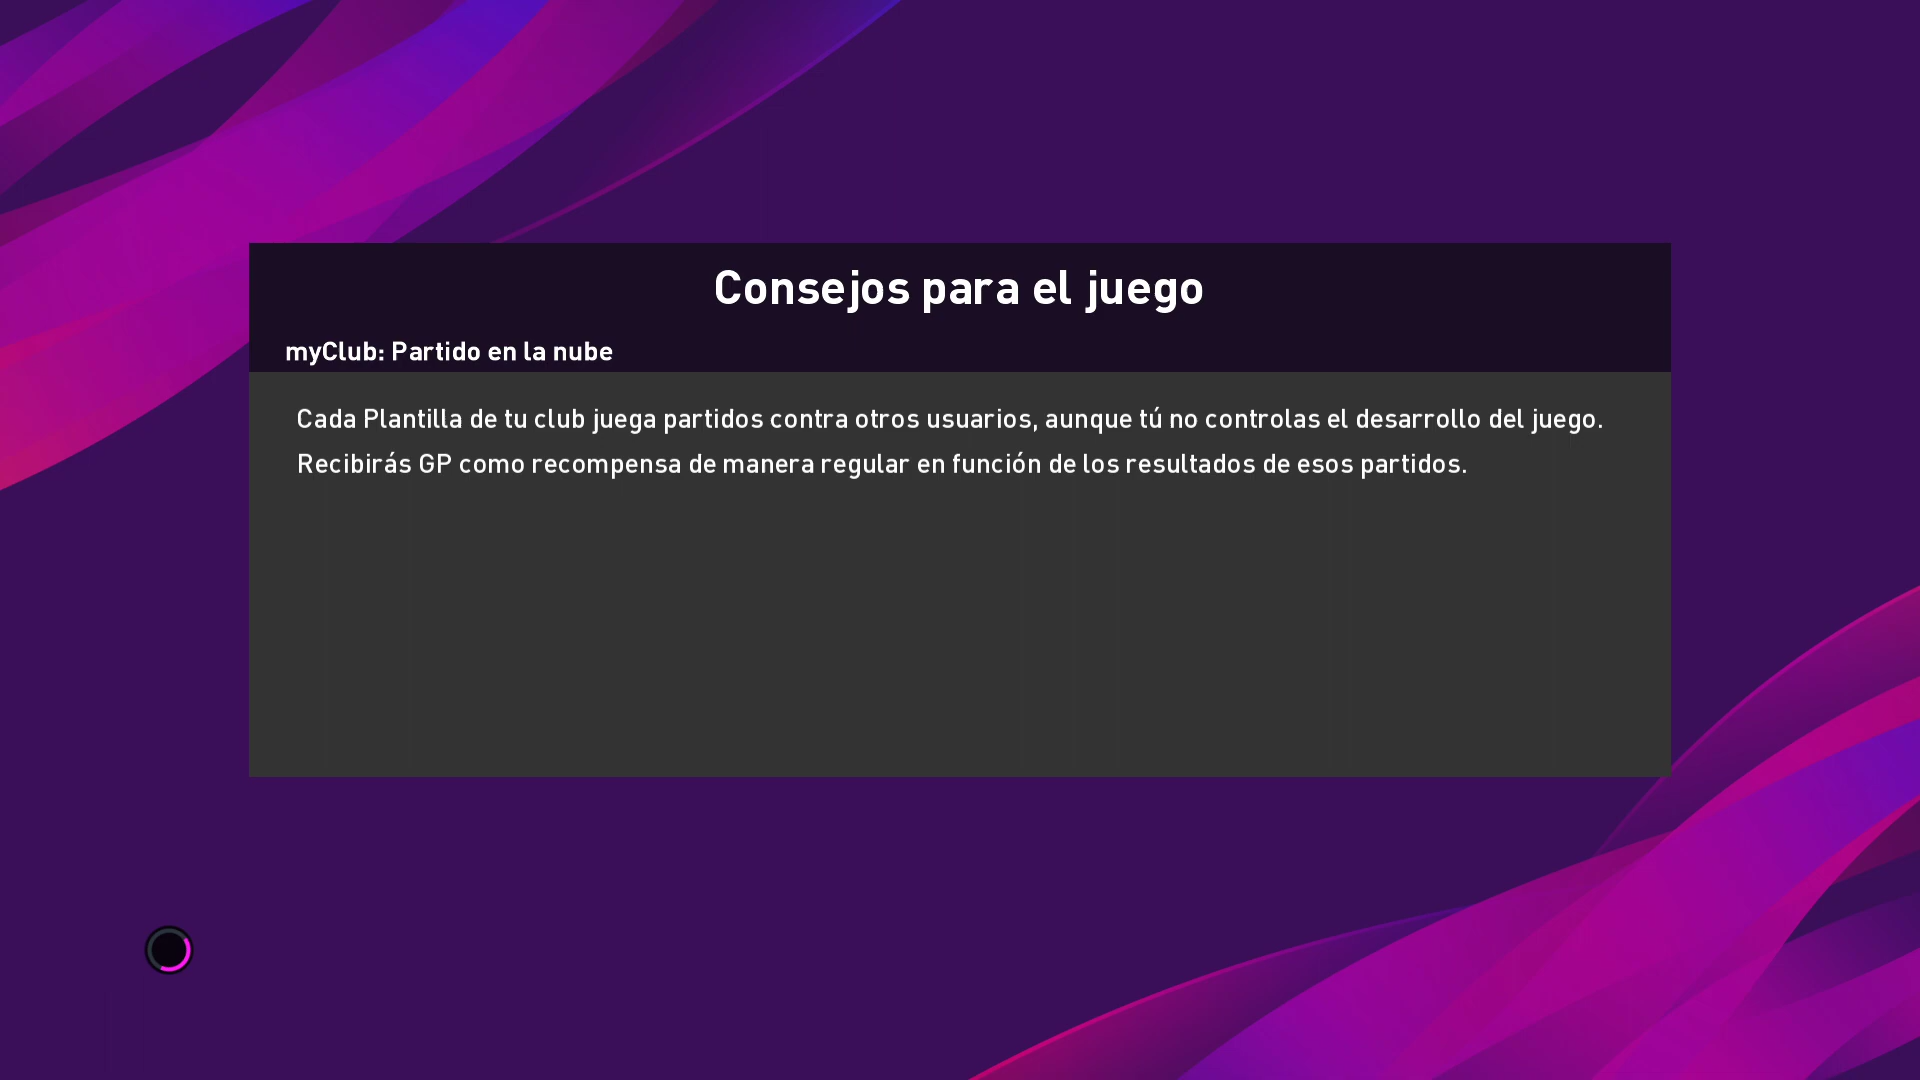 Consejos para el juego
myClub: Partido en la nube
Cada Plantilla de tu club juega partidos contra otros usuarios, aunque tú no controlas el desarrollo del juego.
Recibirás GP como recompensa de manera regular en función de los resultados de esos partidos.